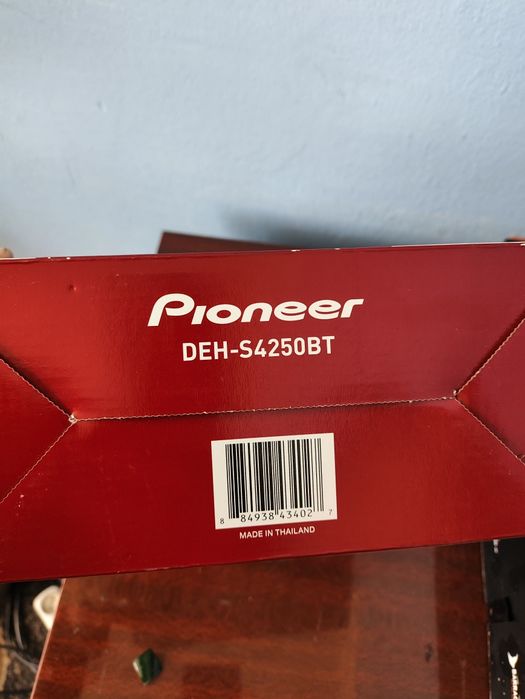 Pioneer
DEH-S4250BT
8 84938 43402 7
MADE IN THAILAND